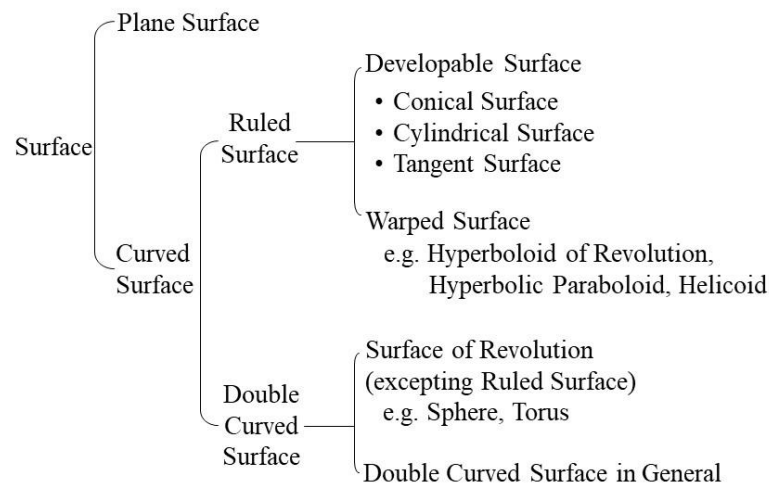 Surface
Plane Surface
Curved
Surface
Ruled
Surface
Developable Surface
• Conical Surface
• Cylindrical Surface
• Tangent Surface
Warped Surface
e.g. Hyperboloid of Revolution,
Hyperbolic Paraboloid, Helicoid
Double
Curved
Surface
Surface of Revolution
(excepting Ruled Surface)
e.g. Sphere, Torus
Double Curved Surface in General